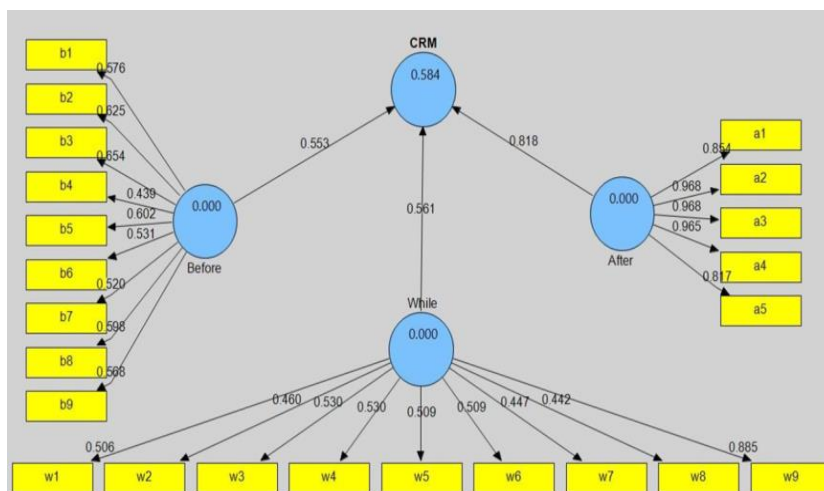 CRM
0.584
b1
0.576
b2
0.625
b3
0.654
b4
0.439
b5
0.602
0.531
b6
0.520
b7
0.598
b8
0.568
b9
0.000
Before
0.553
0.561
0.818
a1
0.854
a2
0.968
a3
0.968
a4
0.965
a5
0.817
0.000
After
While
0.000
0.506
0.460
0.530
0.530
0.509
0.509
0.447
0.442
0.885
w1
w2
w3
w4
w5
w6
w7
w8
w9